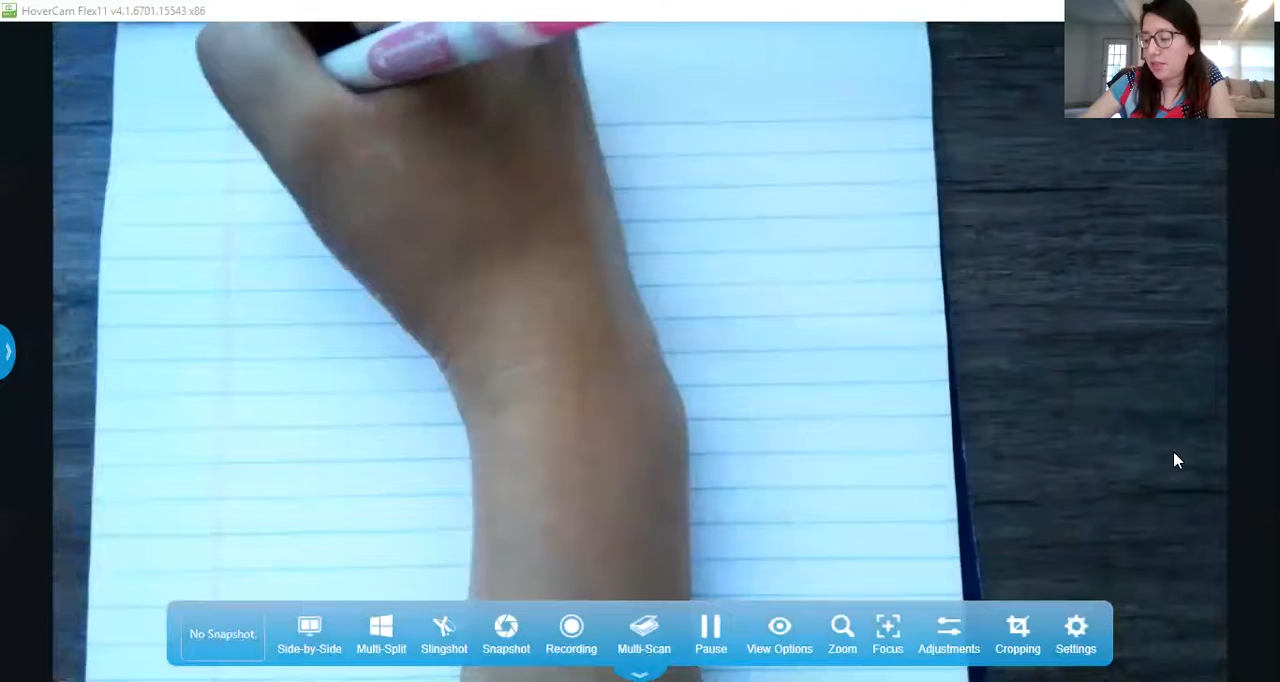 HoverCam Flex11 v4.1.6701.15543 x86
No Snapshot.
Side-by-Side
Multi-Split
Slingshot
Snapshot
Recording
Multi-Scan
Pause
View Options
Zoom
Focus
Adjustments
Cropping
Settings